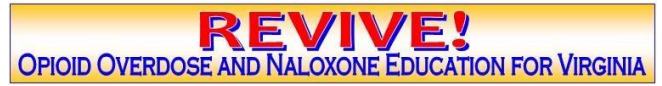 REVIVE!
OPIOID OVERDOSE AND NALOXONE EDUCATION FOR VIRGINIA